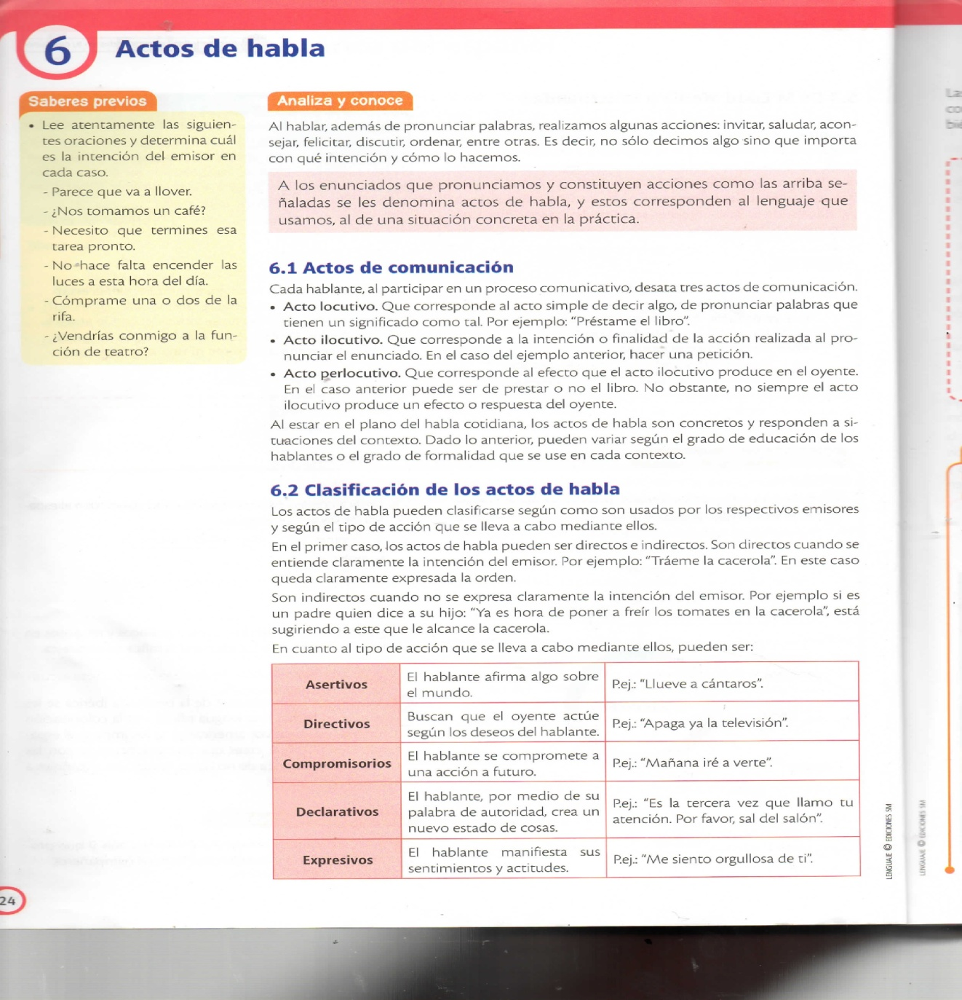 6 Actos de habla
Saberes previos
• Lee atentamente las siguien-
tes oraciones y determina cuál
es la intención del emisor en
cada caso.
- Parece que va a llover.
- ¿Nos tomamos un café?
- Necesito que termines esa
tarea pronto.
- No hace falta encender las
luces a esta hora del día.
- Cómprame una o dos de la
rifa.
- ¿Vendrías conmigo a la fun-
ción de teatro?
Analiza y conoce
Al hablar, además de pronunciar palabras, realizamos algunas acciones: invitar, saludar, acon-
sejar, felicitar, discutir, ordenar, entre otras. Es decir, no sólo decimos algo sino que importa
con qué intención y cómo lo hacemos.
A los enunciados que pronunciamos y constituyen acciones como las arriba se-
ñaladas se les denomina actos de habla, y estos corresponden al lenguaje que
usamos, al de una situación concreta en la práctica.
6.1 Actos de comunicación
Cada hablante, al participar en un proceso comunicativo, desata tres actos de comunicación.
• Acto locutivo. Que corresponde al acto simple de decir algo, de pronunciar palabras que
tienen un significado como tal. Por ejemplo: “Préstame el libro”.
• Acto ilocutivo. Que corresponde a la intención o finalidad de la acción realizada al pro-
nunciar el enunciado. En el caso del ejemplo anterior, hacer una petición.
• Acto perlocutivo. Que corresponde al efecto que el acto ilocutivo produce en el oyente.
En el caso anterior puede ser de prestar o no el libro. No obstante, no siempre el acto
ilocutivo produce un efecto o respuesta del oyente.
Al estar en el plano del habla cotidiana, los actos de habla son concretos y responden a si-
tuaciones del contexto. Dado lo anterior, pueden variar según el grado de educación de los
hablantes o el grado de formalidad que se use en cada contexto.
6.2 Clasificación de los actos de habla
Los actos de habla pueden clasificarse según como son usados por los respectivos emisores
y según el tipo de acción que se lleva a cabo mediante ellos.
En el primer caso, los actos de habla pueden ser directos e indirectos. Son directos cuando se
entiende claramente la intención del emisor. Por ejemplo: “Tráeme la cacerola”. En este caso
queda claramente expresada la orden.
Son indirectos cuando no se expresa claramente la intención del emisor. Por ejemplo si es
un padre quien dice a su hijo: “Ya es hora de poner a freír los tomates en la cacerola”, está
sugiriendo a este que le alcance la cacerola.
En cuanto al tipo de acción que se lleva a cabo mediante ellos, pueden ser:
Asertivos
El hablante afirma algo sobre
el mundo.
P.ej.: “Llueve a cántaros”.
Directivos
Buscan que el oyente actúe
según los deseos del hablante.
P.ej.: “Apaga ya la televisión”.
Compromisorios
El hablante se compromete a
una acción a futuro.
P.ej.: “Mañana iré a verte”.
Declarativos
El hablante, por medio de su
palabra de autoridad, crea un
nuevo estado de cosas.
P.ej.: “Es la tercera vez que llamo tu
atención. Por favor, sal del salón”.
Expresivos
El hablante manifiesta sus
sentimientos y actitudes.
P.ej.: “Me siento orgullosa de ti”.
LENGUAJE © EDICIONES SM
LENGUAJE © EDICIONES SM
24